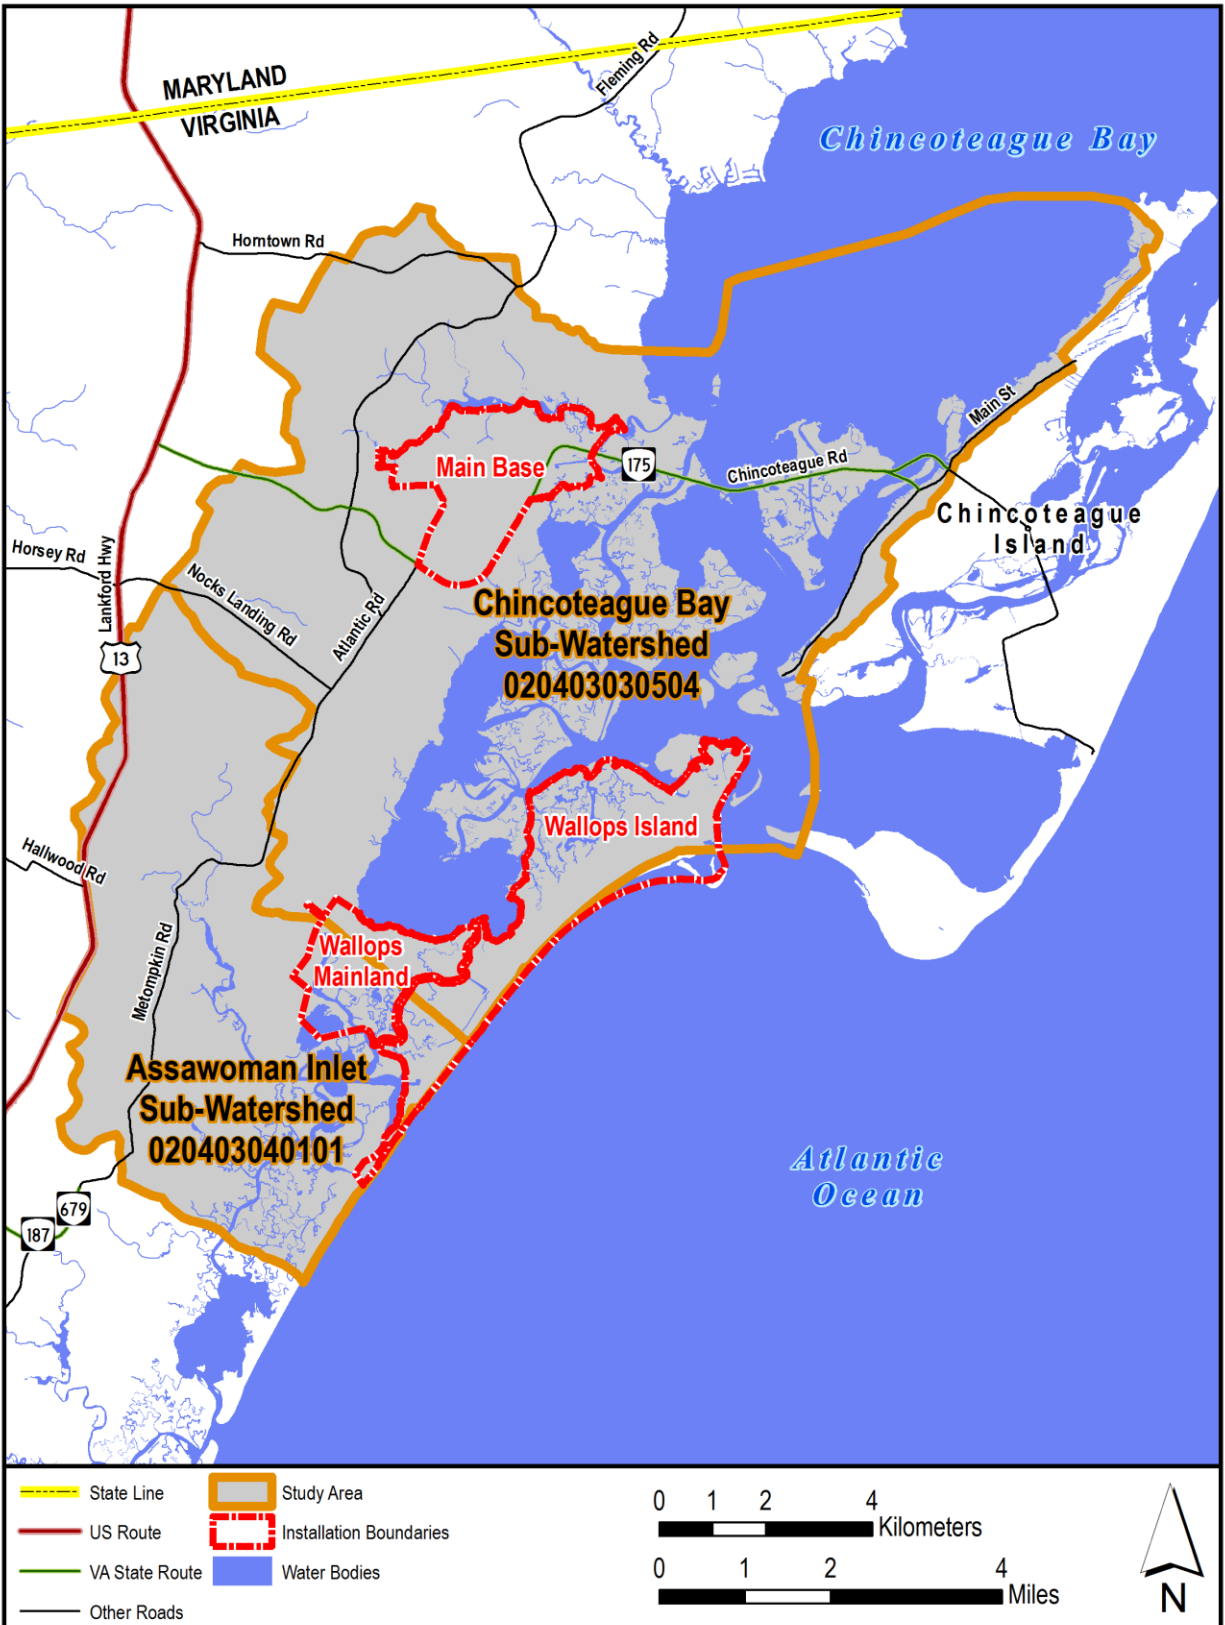 MARYLAND
VIRGINIA
Fleming Rd
Chincoteague Bay
Horntown Rd
Main St
Main Base
175
Chincoteague Rd
Chincoteague
Island
Horsey Rd
Lankford Hwy
Nocks Landing Rd
Atlantic Rd
13
Chincoteague Bay
Sub-Watershed
020403030504
Wallops Island
Hallwood Rd
Metompkin Rd
Wallops
Mainland
Assawoman Inlet
Sub-Watershed
020403040101
Atlantic
Ocean
679
187
State Line
US Route
VA State Route
Other Roads
Study Area
Installation Boundaries
Water Bodies
0 1 2 4
Kilometers
0 1 2 4
Miles
N